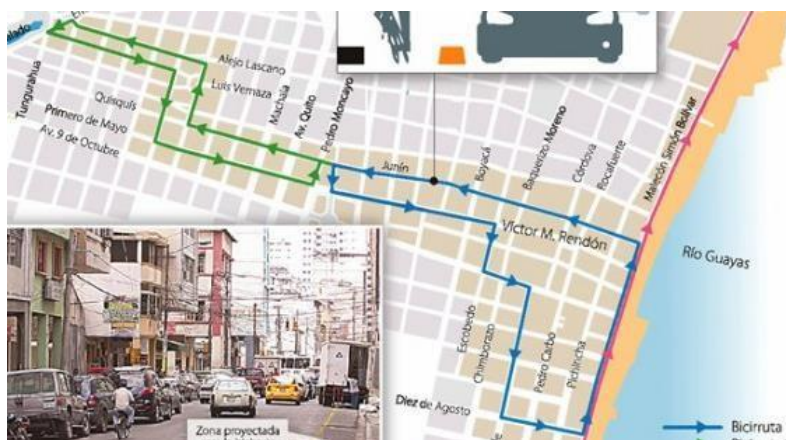 Alejo Lascano
Luis Vernaza
Machala
Av. Quito
Pedro Moncayo
Tungurahua
Quisquís
Primero de Mayo
Av. 9 de Octubre
Junín
Boyacá
Baquerizo Moreno
Córdova
Rocafuerte
Malecón Simón Bolívar
Víctor M. Rendón
Río Guayas
Escobedo
Chimborazo
Pedro Carbo
Pichincha
Diez de Agosto
Zona proyectada
Bicirruta